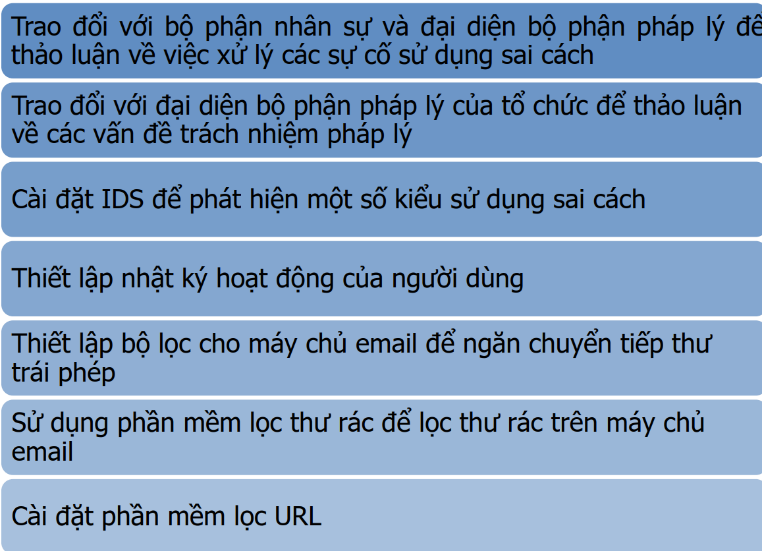 Trao đổi với bộ phận nhân sự và đại diện bộ phận pháp lý để
thảo luận về việc xử lý các sự cố sử dụng sai cách
Trao đổi với đại diện bộ phận pháp lý của tổ chức để thảo luận
về các vấn đề trách nhiệm pháp lý
Cài đặt IDS để phát hiện một số kiểu sử dụng sai cách
Thiết lập nhật ký hoạt động của người dùng
Thiết lập bộ lọc cho máy chủ email để ngăn chuyển tiếp thư
trái phép
Sử dụng phần mềm lọc thư rác để lọc thư rác trên máy chủ
email
Cài đặt phần mềm lọc URL